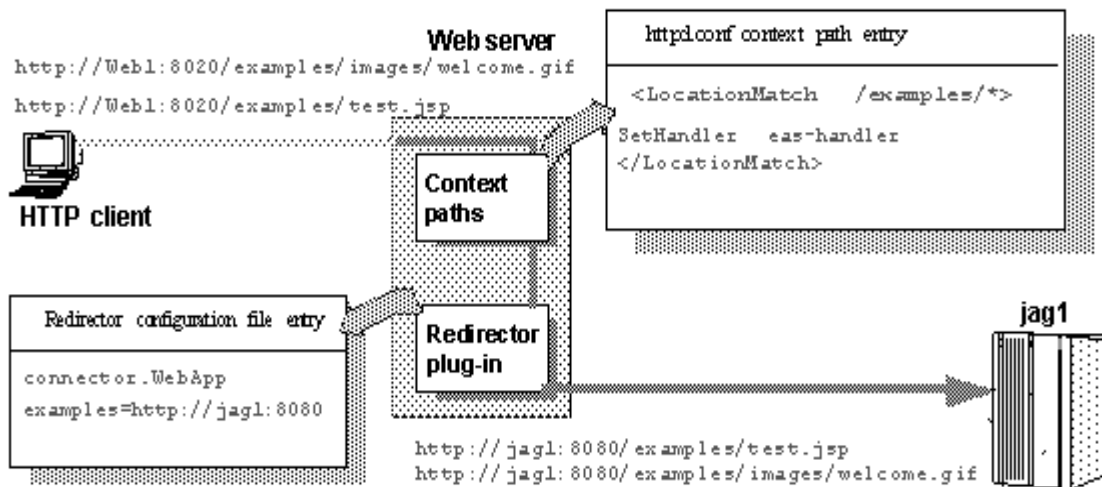 Web server
http://Web1:8020/examples/images/welcome.gif
http://Web1:8020/examples/test.jsp
HTTP client
httpd.conf context path entry
<LocationMatch /examples/*>
SetHandler eas-handler
</LocationMatch>
Context
paths
Redirector configuration file entry
connector.WebApp
examples=http://jag1:8080
Redirector
plug-in
jag1
http://jag1:8080/examples/test.jsp
http://jag1:8080/examples/images/welcome.gif